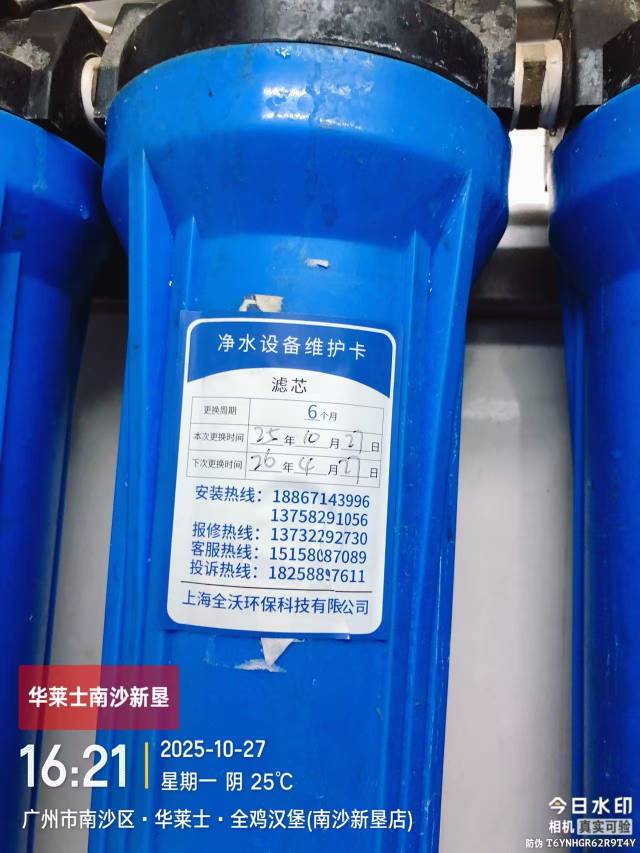 净水设备维护卡
滤芯
更换周期 6个月
本次更换时间 25年10月27日
下次更换时间 26年4月27日
安装热线：18867143996
13758291056
报修热线：13732292730
客服热线：15158087089
投诉热线：18258897611
上海全沃环保科技有限公司
华莱士南沙新垦
16:21
2025-10-27
星期一 阴 25℃
广州市南沙区·华莱士·全鸡汉堡(南沙新垦店)
今日水印
相机 真实可验
防伪 T6YNHGR62R9T4Y